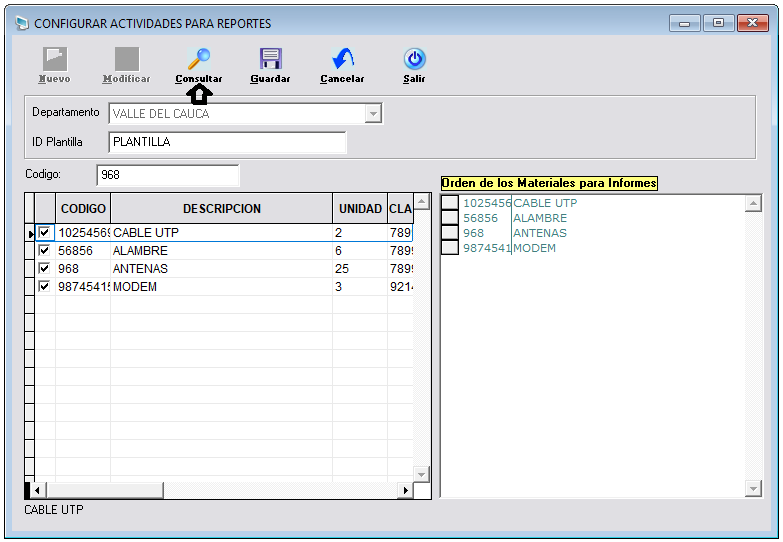 CONFIGURAR ACTIVIDADES PARA REPORTES
Nuevo Modificar Consultar Guardar Cancelar Salir
Departamento VALLE DEL CAUCA
ID Plantilla PLANTILLA
Codigo: 968
Orden de los Materiales para Informes
CODIGO DESCRIPCION UNIDAD CLA
10254569 CABLE UTP 2 789
56856 ALAMBRE 6 789
968 ANTENAS 25 789
98745415 MODEM 3 921
1025456 CABLE UTP
56856 ALAMBRE
968 ANTENAS
9874541 MODEM
CABLE UTP